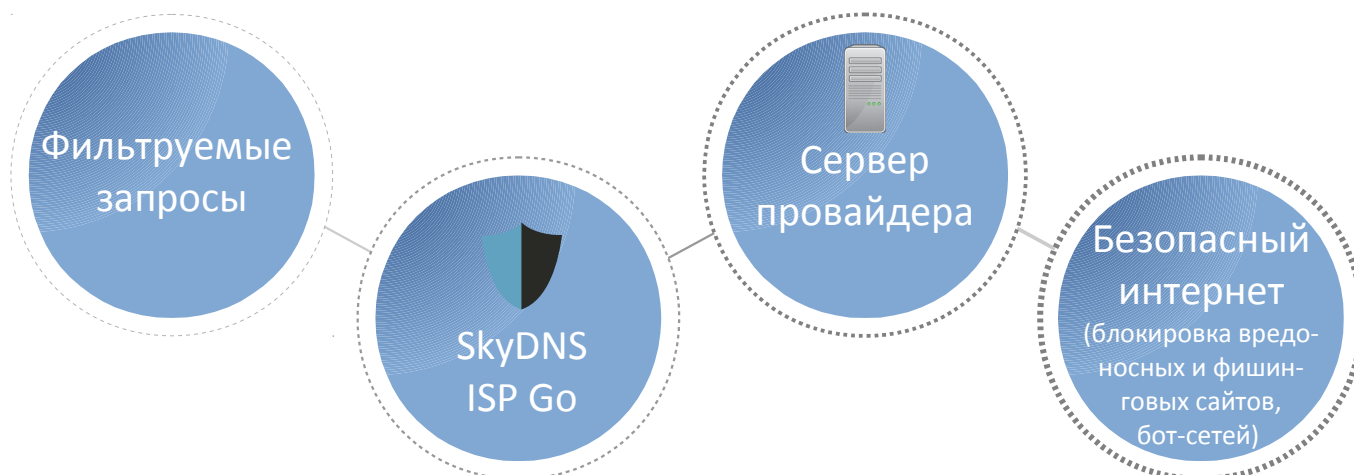 Фильтруемые
запросы
SkyDNS
ISP Go
Сервер
провайдера
Безопасный
интернет
(блокировка вредо-
носных и фишин-
говых сайтов,
бот-сетей)